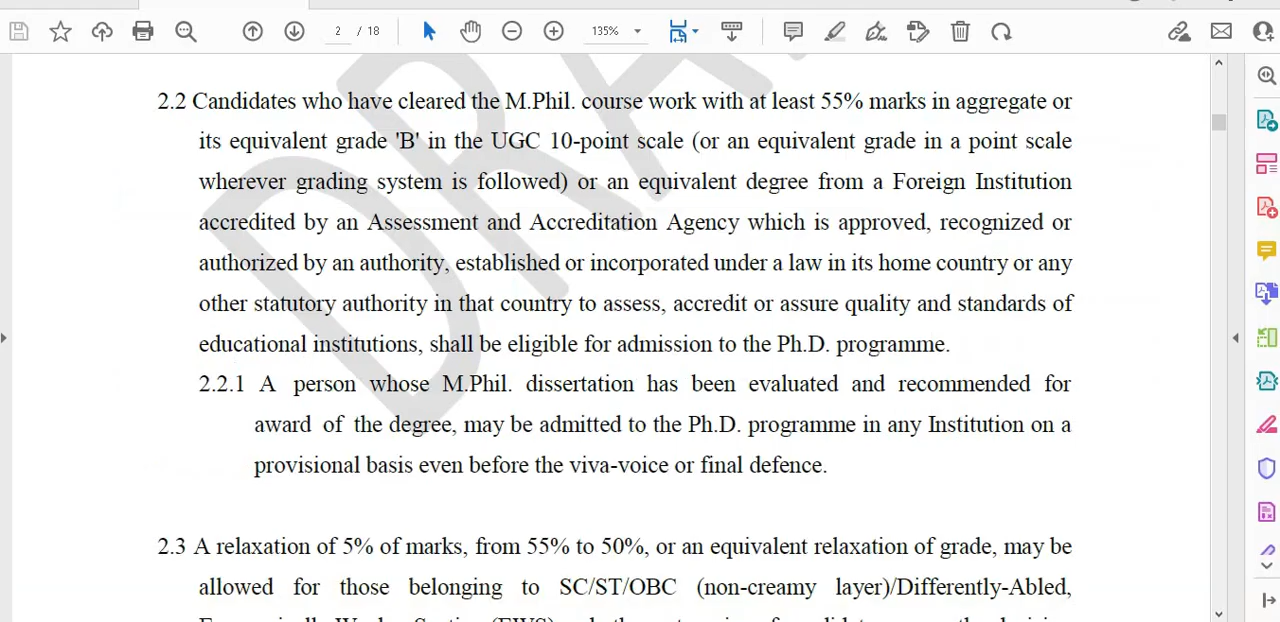 2 / 18
135%
2.2 Candidates who have cleared the M.Phil. course work with at least 55% marks in aggregate or
its equivalent grade 'B' in the UGC 10-point scale (or an equivalent grade in a point scale
wherever grading system is followed) or an equivalent degree from a Foreign Institution
accredited by an Assessment and Accreditation Agency which is approved, recognized or
authorized by an authority, established or incorporated under a law in its home country or any
other statutory authority in that country to assess, accredit or assure quality and standards of
educational institutions, shall be eligible for admission to the Ph.D. programme.
2.2.1 A person whose M.Phil. dissertation has been evaluated and recommended for
award of the degree, may be admitted to the Ph.D. programme in any Institution on a
provisional basis even before the viva-voice or final defence.
2.3 A relaxation of 5% of marks, from 55% to 50%, or an equivalent relaxation of grade, may be
allowed for those belonging to SC/ST/OBC (non-creamy layer)/Differently-Abled,